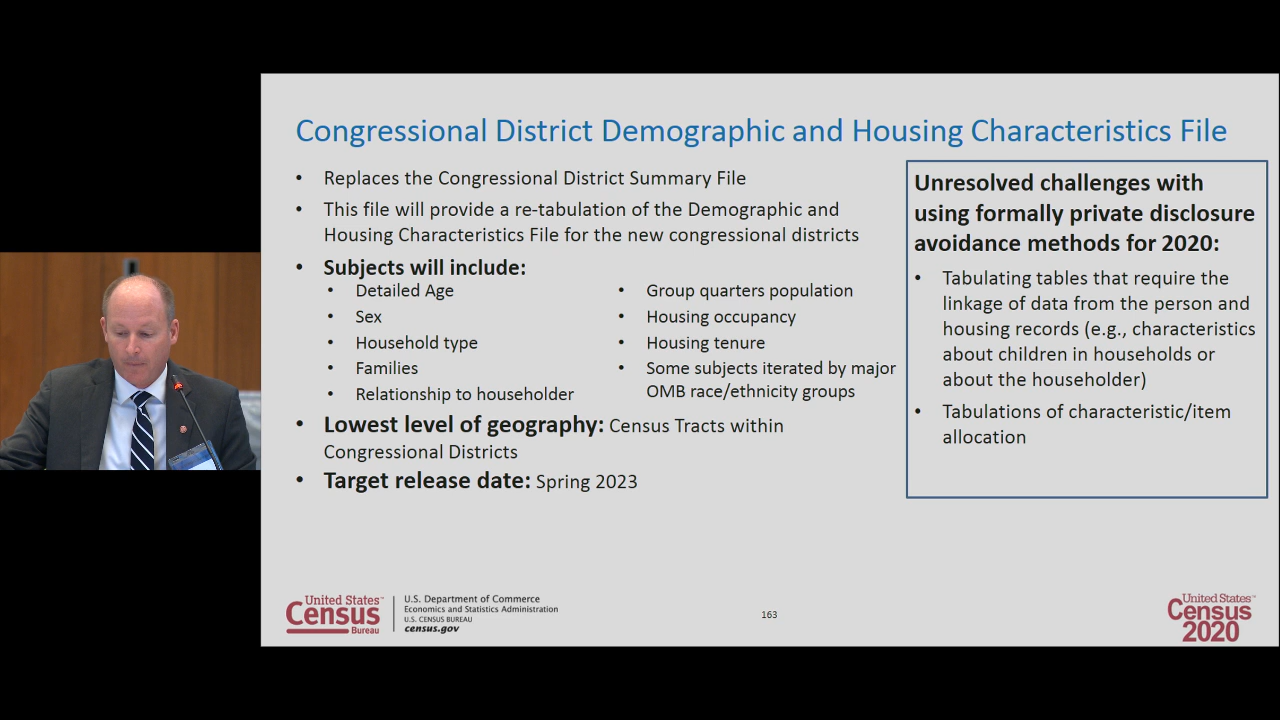 Congressional District Demographic and Housing Characteristics File
• Replaces the Congressional District Summary File
• This file will provide a re-tabulation of the Demographic and
Housing Characteristics File for the new congressional districts
• Subjects will include:
• Detailed Age
• Sex
• Household type
• Families
• Relationship to householder
• Group quarters population
• Housing occupancy
• Housing tenure
• Some subjects iterated by major
OMB race/ethnicity groups
• Lowest level of geography: Census Tracts within
Congressional Districts
• Target release date: Spring 2023
Unresolved challenges with
using formally private disclosure
avoidance methods for 2020:
• Tabulating tables that require the
linkage of data from the person and
housing records (e.g., characteristics
about children in households or
about the householder)
• Tabulations of characteristic/item
allocation
United States™
Census
Bureau
U.S. Department of Commerce
Economics and Statistics Administration
U.S. CENSUS BUREAU
census.gov
163
United States™
Census
2020